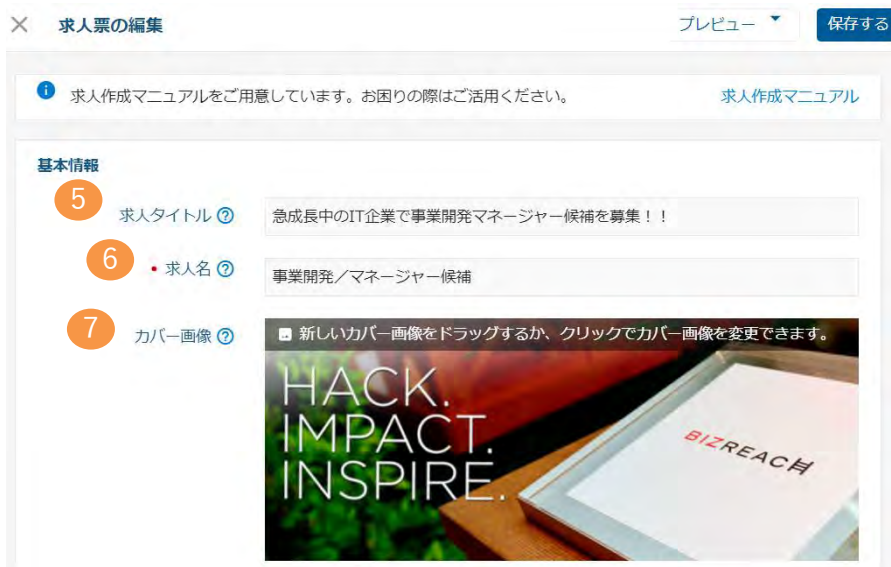 求人票の編集
プレビュー
保存する
求人作成マニュアルをご用意しています。お困りの際はご活用ください。
求人作成マニュアル
基本情報
5
求人タイトル
急成長中のIT企業で事業開発マネージャー候補を募集！！
6
求人名
事業開発／マネージャー候補
7
カバー画像
新しいカバー画像をドラッグするか、クリックでカバー画像を変更できます。
HACK.
IMPACT.
INSPIRE.
BIZREACH